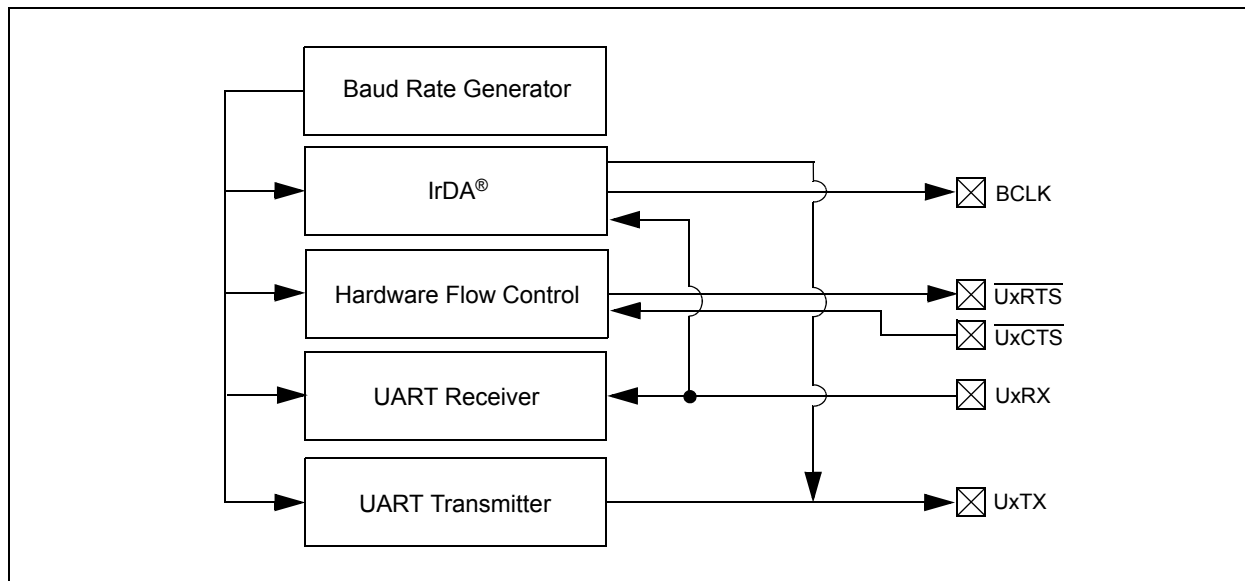 Baud Rate Generator
IrDA®
BCLK
Hardware Flow Control
UxRTS
UxCTS
UART Receiver
UxRX
UART Transmitter
UxTX